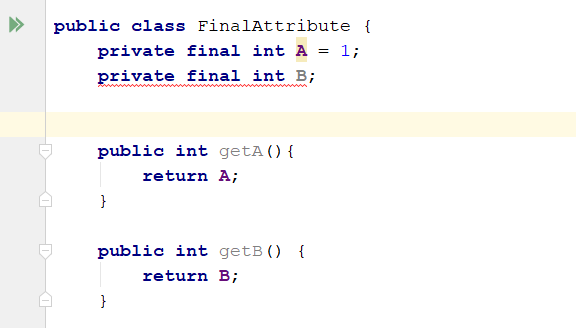 public class FinalAttribute {
    private final int A = 1;
    private final int B;
    public int getA(){
        return A;
    }
    public int getB() {
        return B;
    }